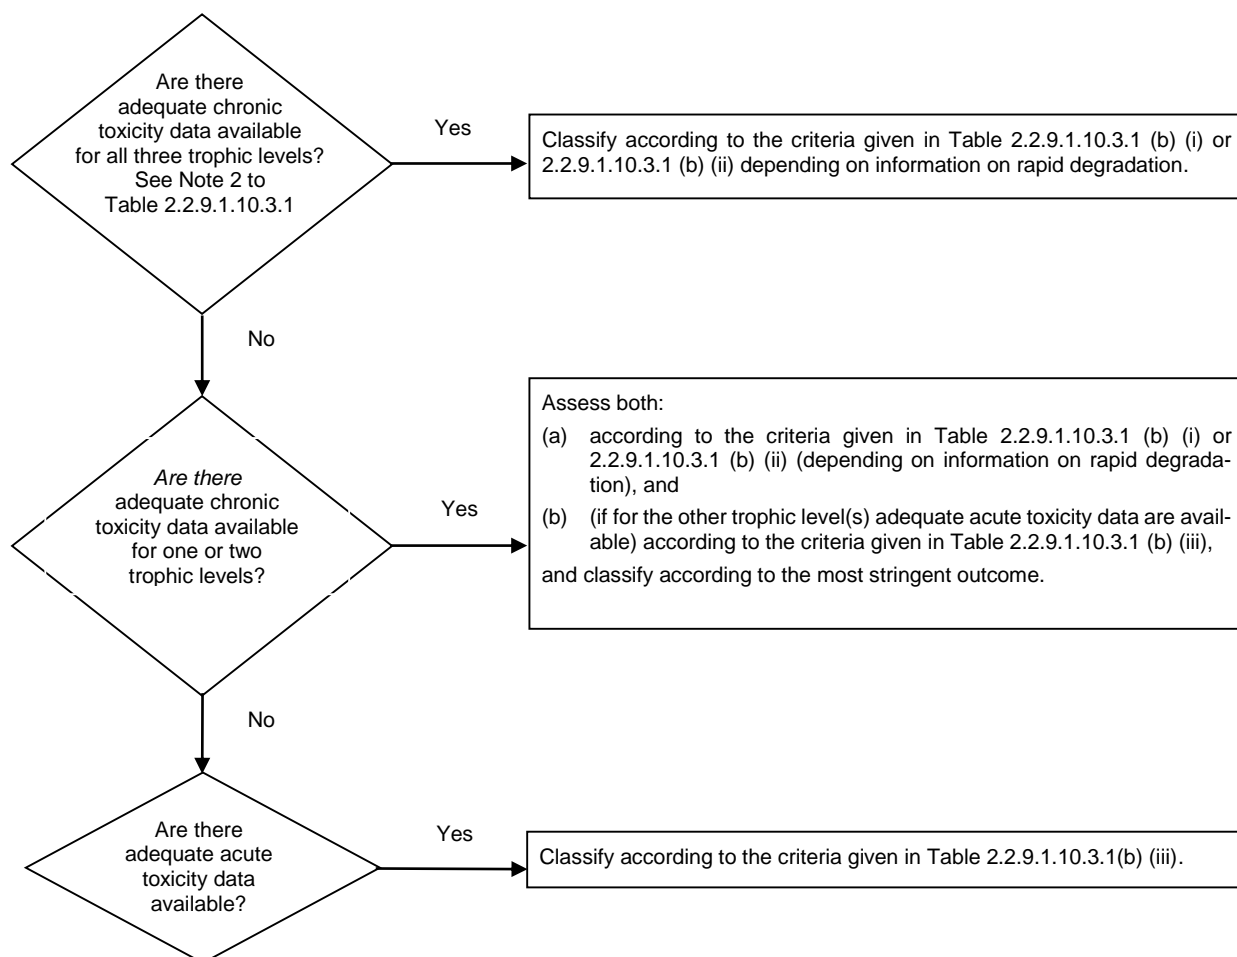 Are there
adequate chronic
toxicity data available
for all three trophic levels?
See Note 2 to
Table 2.2.9.1.10.3.1
Yes
Classify according to the criteria given in Table 2.2.9.1.10.3.1 (b) (i) or
2.2.9.1.10.3.1 (b) (ii) depending on information on rapid degradation.
No
Are there
adequate chronic
toxicity data available
for one or two
trophic levels?
Yes
Assess both:
(a) according to the criteria given in Table 2.2.9.1.10.3.1 (b) (i) or
2.2.9.1.10.3.1 (b) (ii) (depending on information on rapid degrada-
tion), and
(b) (if for the other trophic level(s) adequate acute toxicity data are avail-
able) according to the criteria given in Table 2.2.9.1.10.3.1 (b) (iii),
and classify according to the most stringent outcome.
No
Are there
adequate acute
toxicity data
available?
Yes
Classify according to the criteria given in Table 2.2.9.1.10.3.1(b) (iii).